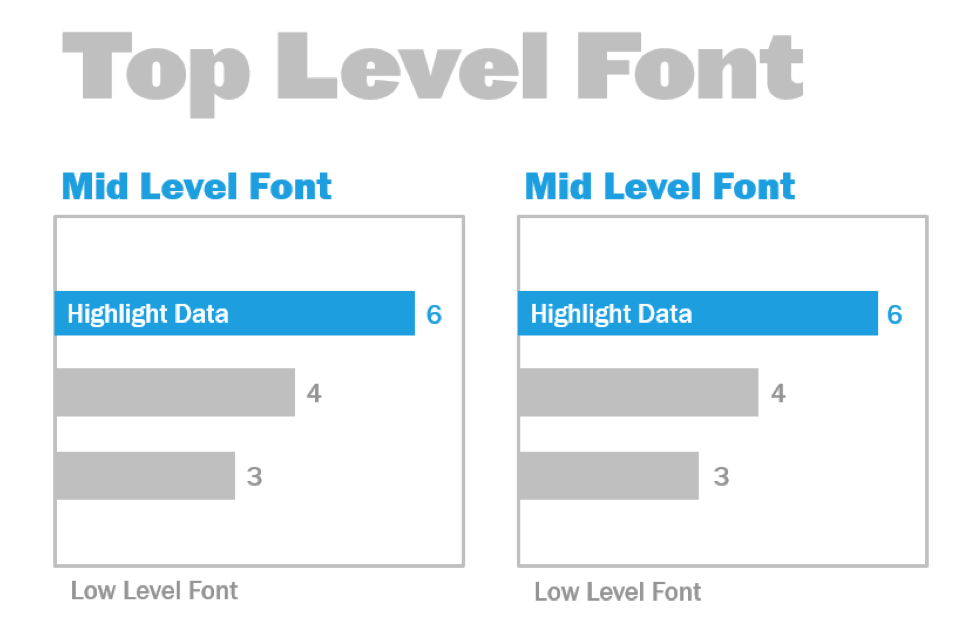 Top Level Font
Mid Level Font
Highlight Data 6
4
3
Low Level Font
Mid Level Font
Highlight Data 6
4
3
Low Level Font